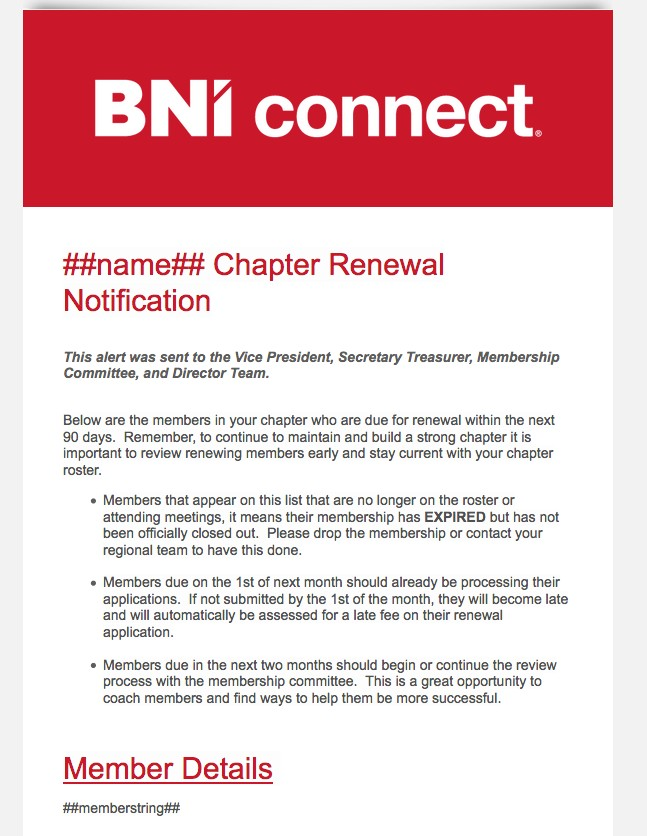 BNI connect®
##name## Chapter Renewal
Notification
This alert was sent to the Vice President, Secretary Treasurer, Membership
Committee, and Director Team.
Below are the members in your chapter who are due for renewal within the next
90 days.  Remember, to continue to maintain and build a strong chapter it is
important to review renewing members early and stay current with your chapter
roster.
• Members that appear on this list that are no longer on the roster or
attending meetings, it means their membership has EXPIRED but has not
been officially closed out.  Please drop the membership or contact your
regional team to have this done.
• Members due on the 1st of next month should already be processing their
applications.  If not submitted by the 1st of the month, they will become late
and will automatically be assessed for a late fee on their renewal
application.
• Members due in the next two months should begin or continue the review
process with the membership committee.  This is a great opportunity to
coach members and find ways to help them be more successful.
Member Details
##memberstring##